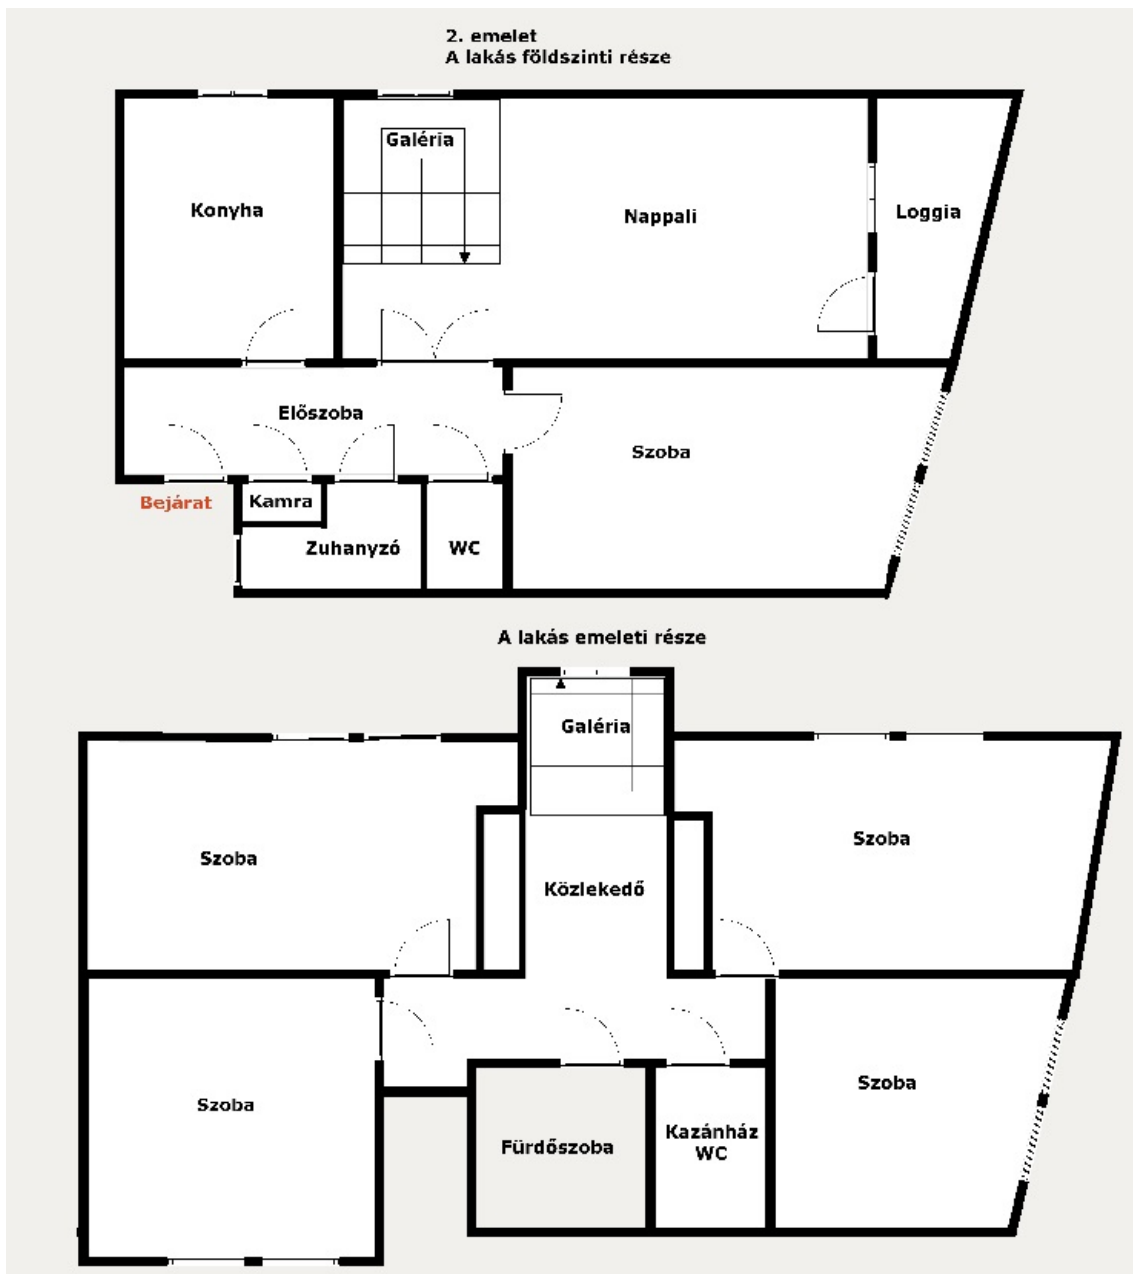 2. emelet
A lakás földszinti része
Galéria
Konyha
Nappali
Loggia
Előszoba
Szoba
Bejárat
Kamra
Zuhanyzó
WC
A lakás emeleti része
Galéria
Szoba
Szoba
Közlekedő
Szoba
Szoba
Fürdőszoba
Kazánház
WC